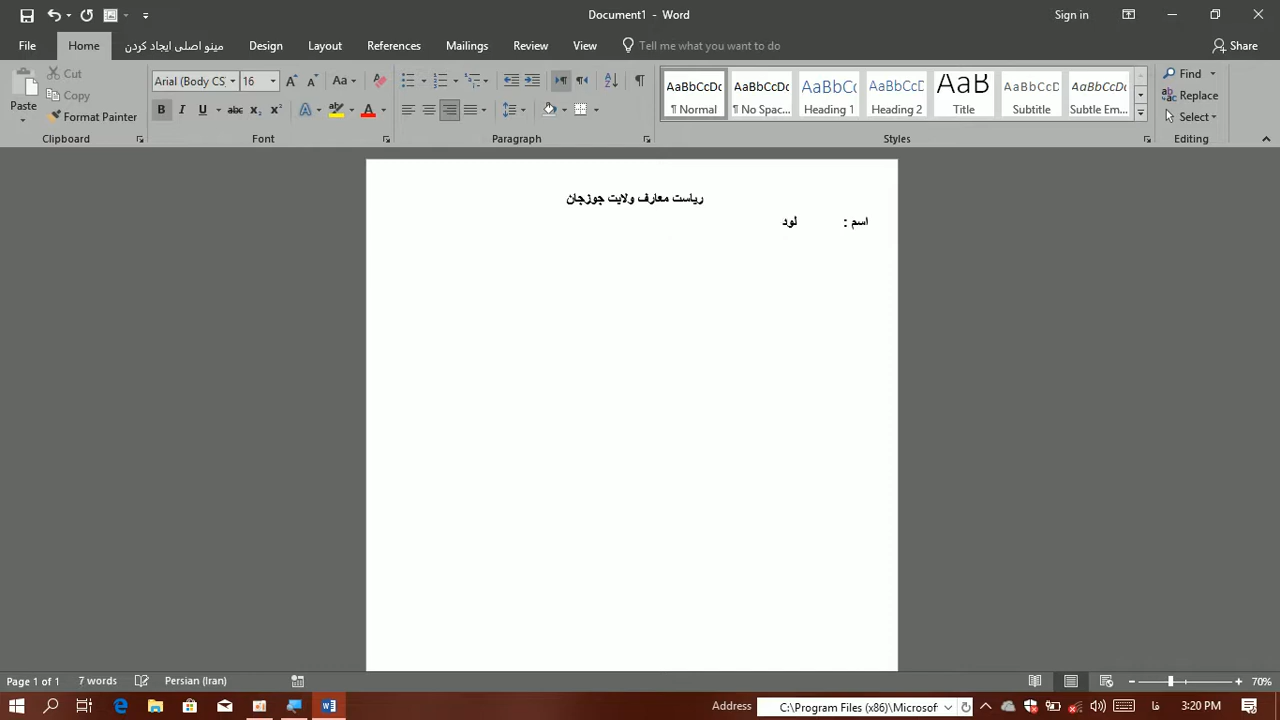 Document1 - Word
Sign in
File
Home
مینو اصلی ایجاد کردن
Design
Layout
References
Mailings
Review
View
Tell me what you want to do
Share
Paste
Cut
Copy
Format Painter
Clipboard
Arial (Body CS
16
Font
Paragraph
AaBbCcDc
¶ Normal
AaBbCcDc
¶ No Spac...
AaBbC
Heading 1
AaBbCcD
Heading 2
AaB
Title
AaBbCcD
Subtitle
AaBbCcD
Subtle Em...
Styles
Find
Replace
Select
Editing
ریاست معارف ولایت جوزجان
اسم : لود
Page 1 of 1
7 words
Persian (Iran)
70%
Address
C:\Program Files (x86)\Microsof
فا
3:20 PM